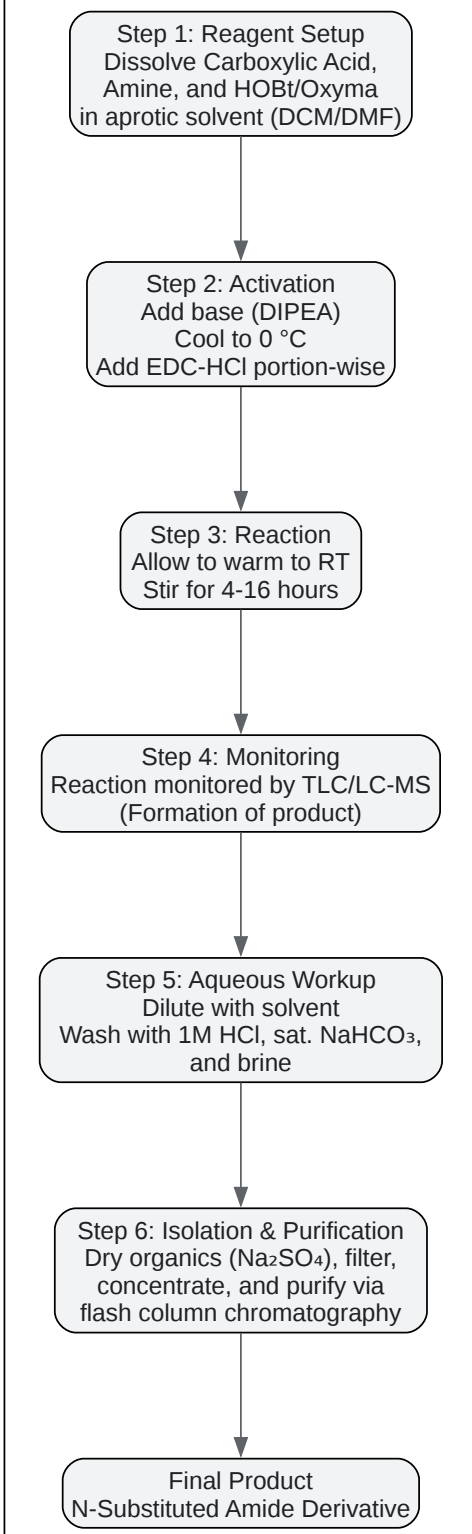 Step 1: Reagent Setup
Dissolve Carboxylic Acid,
Amine, and HOBt/Oxyma
in aprotic solvent (DCM/DMF)
Step 2: Activation
Add base (DIPEA)
Cool to 0 °C
Add EDC-HCl portion-wise
Step 3: Reaction
Allow to warm to RT
Stir for 4-16 hours
Step 4: Monitoring
Reaction monitored by TLC/LC-MS
(Formation of product)
Step 5: Aqueous Workup
Dilute with solvent
Wash with 1M HCl, sat. NaHCO₃,
and brine
Step 6: Isolation & Purification
Dry organics (Na₂SO₄), filter,
concentrate, and purify via
flash column chromatography
Final Product
N-Substituted Amide Derivative